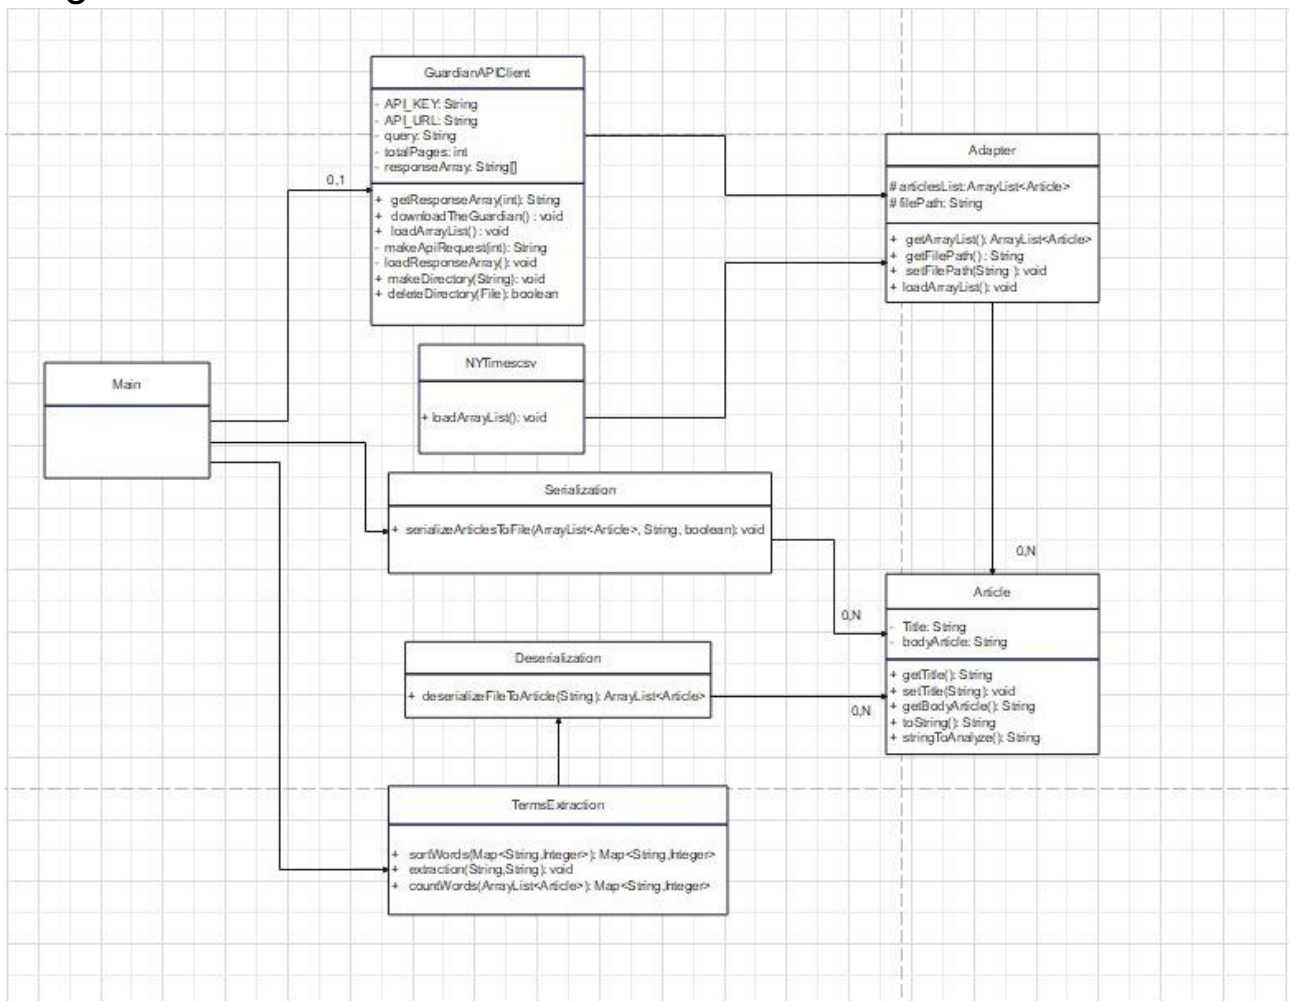 GuardianAPIClient
- API_KEY: String
- API_URL: String
- query: String
- totalPages: int
- responseArray: String[]
+ getResponseArray(int): String
+ downloadTheGuardian() : void
+ loadArrayList() : void
- makeApiRequest(int): String
- loadResponseArray(): void
+ makeDirectory(String): void
+ deleteDirectory(File): boolean
0,1
Adapter
# articlesList: ArrayList<Article>
# filePath: String
+ getArrayList(): ArrayList<Article>
+ getFilePath() : String
+ setFilePath(String ): void
+ loadArrayList(): void
NYTimescsv
+ loadArrayList(): void
Main
Serialization
+ serializeArticlesToFile(ArrayList<Article>, String, boolean): void
0,N
0,N
Article
- Title: String
- bodyArticle: String
+ getTitle(): String
+ setTitle(String): void
+ getBodyArticle(): String
+ toString(): String
+ stringToAnalyze(): String
Deserialization
+ deserializeFileToArticle(String): ArrayList<Article>
0,N
TermsExtraction
+ sortWords(Map<String,Integer>): Map<String,Integer>
+ extraction(String,String): void
+ countWords(ArrayList<Article>): Map<String,Integer>